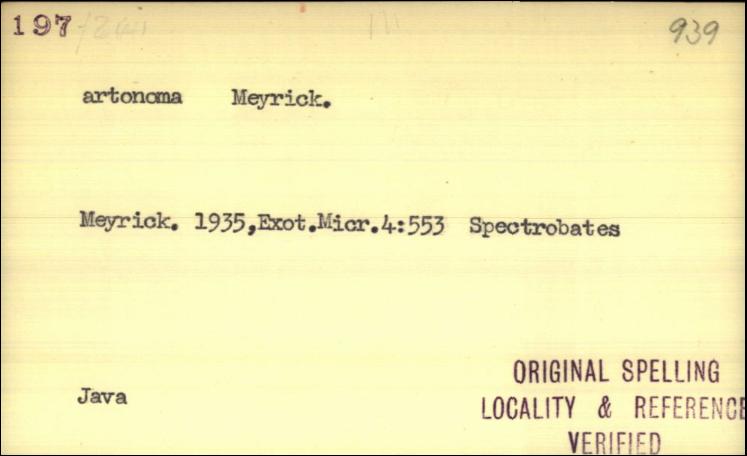 197 939
artonoma Meyrick.
Meyrick. 1935,Exot.Micr.4:553 Spectrobates
Java
ORIGINAL SPELLING
LOCALITY & REFERENCE
VERIFIED